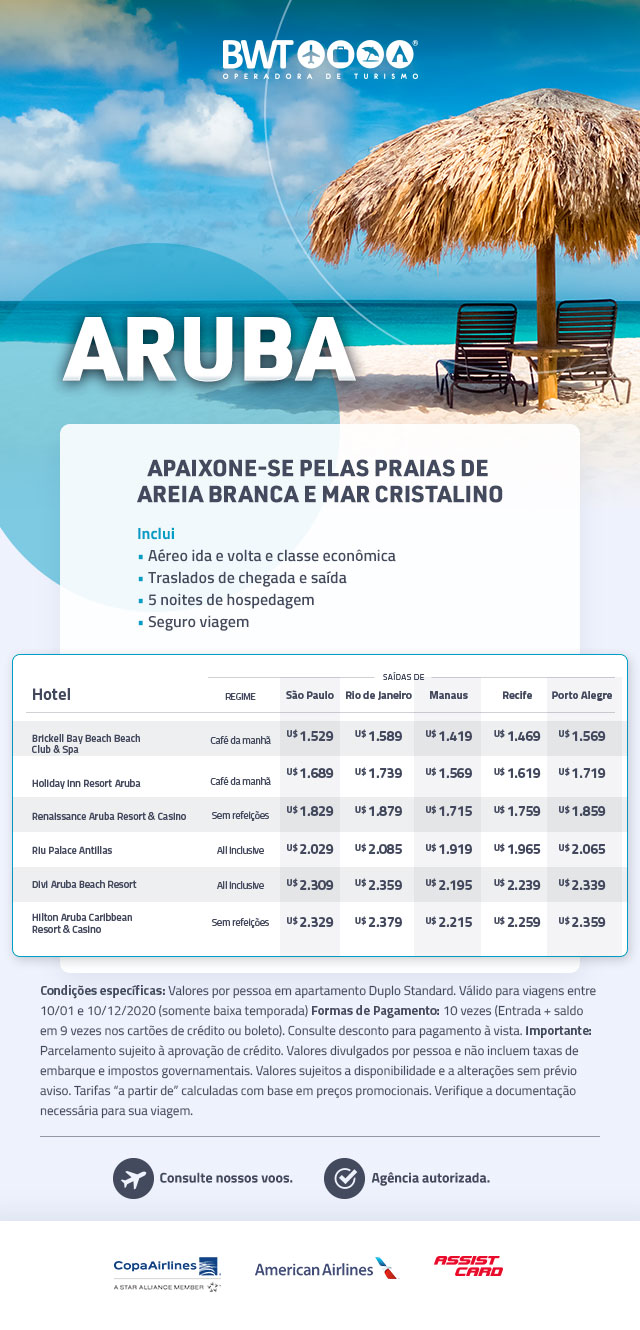 BWT®
OPERADORA DE TURISMO
ARUBA
APAIXONE-SE PELAS PRAIAS DE
AREIA BRANCA E MAR CRISTALINO
Inclui
• Aéreo ida e volta e classe econômica
• Traslados de chegada e saída
• 5 noites de hospedagem
• Seguro viagem
SAÍDAS DE
Hotel REGIME São Paulo Rio de Janeiro Manaus Recife Porto Alegre
Brickell Bay Beach Beach
Club & Spa Café da manhã U$ 1.529 U$ 1.589 U$ 1.419 U$ 1.469 U$ 1.569
Holiday Inn Resort Aruba Café da manhã U$ 1.689 U$ 1.739 U$ 1.569 U$ 1.619 U$ 1.719
Renaissance Aruba Resort & Casino Sem refeições U$ 1.829 U$ 1.879 U$ 1.715 U$ 1.759 U$ 1.859
Riu Palace Antillas All inclusive U$ 2.029 U$ 2.085 U$ 1.919 U$ 1.965 U$ 2.065
Divi Aruba Beach Resort All inclusive U$ 2.309 U$ 2.359 U$ 2.195 U$ 2.239 U$ 2.339
Hilton Aruba Caribbean
Resort & Casino Sem refeições U$ 2.329 U$ 2.379 U$ 2.215 U$ 2.259 U$ 2.359
Condições específicas: Valores por pessoa em apartamento Duplo Standard. Válido para viagens entre
10/01 e 10/12/2020 (somente baixa temporada) Formas de Pagamento: 10 vezes (Entrada + saldo
em 9 vezes nos cartões de crédito ou boleto). Consulte desconto para pagamento à vista. Importante:
Parcelamento sujeito à aprovação de crédito. Valores divulgados por pessoa e não incluem taxas de
embarque e impostos governamentais. Valores sujeitos a disponibilidade e a alterações sem prévio
aviso. Tarifas “a partir de” calculadas com base em preços promocionais. Verifique a documentação
necessária para sua viagem.
Consulte nossos voos. Agência autorizada.
CopaAirlines American Airlines ASSIST
CARD
A STAR ALLIANCE MEMBER